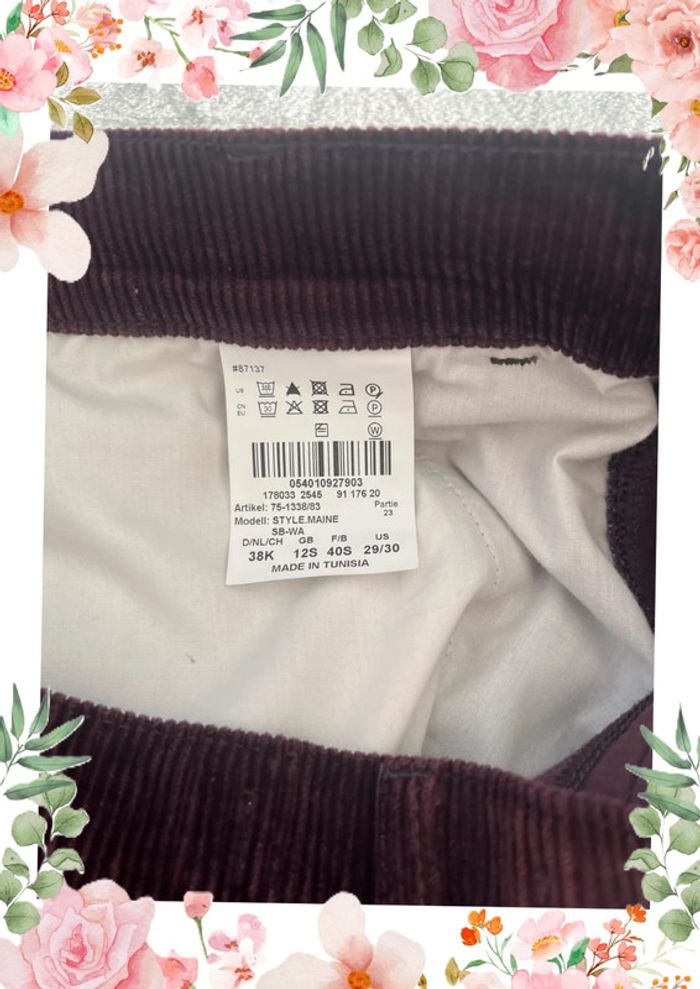 #87137
US
CN
EU
054010927903
178033 2545 91 176 20
Artikel: 75-1338/83 Partie
Modell: STYLE.MAINE 23
SB-WA
D/NL/CH GB F/B US
38K 12S 40S 29/30
MADE IN TUNISIA